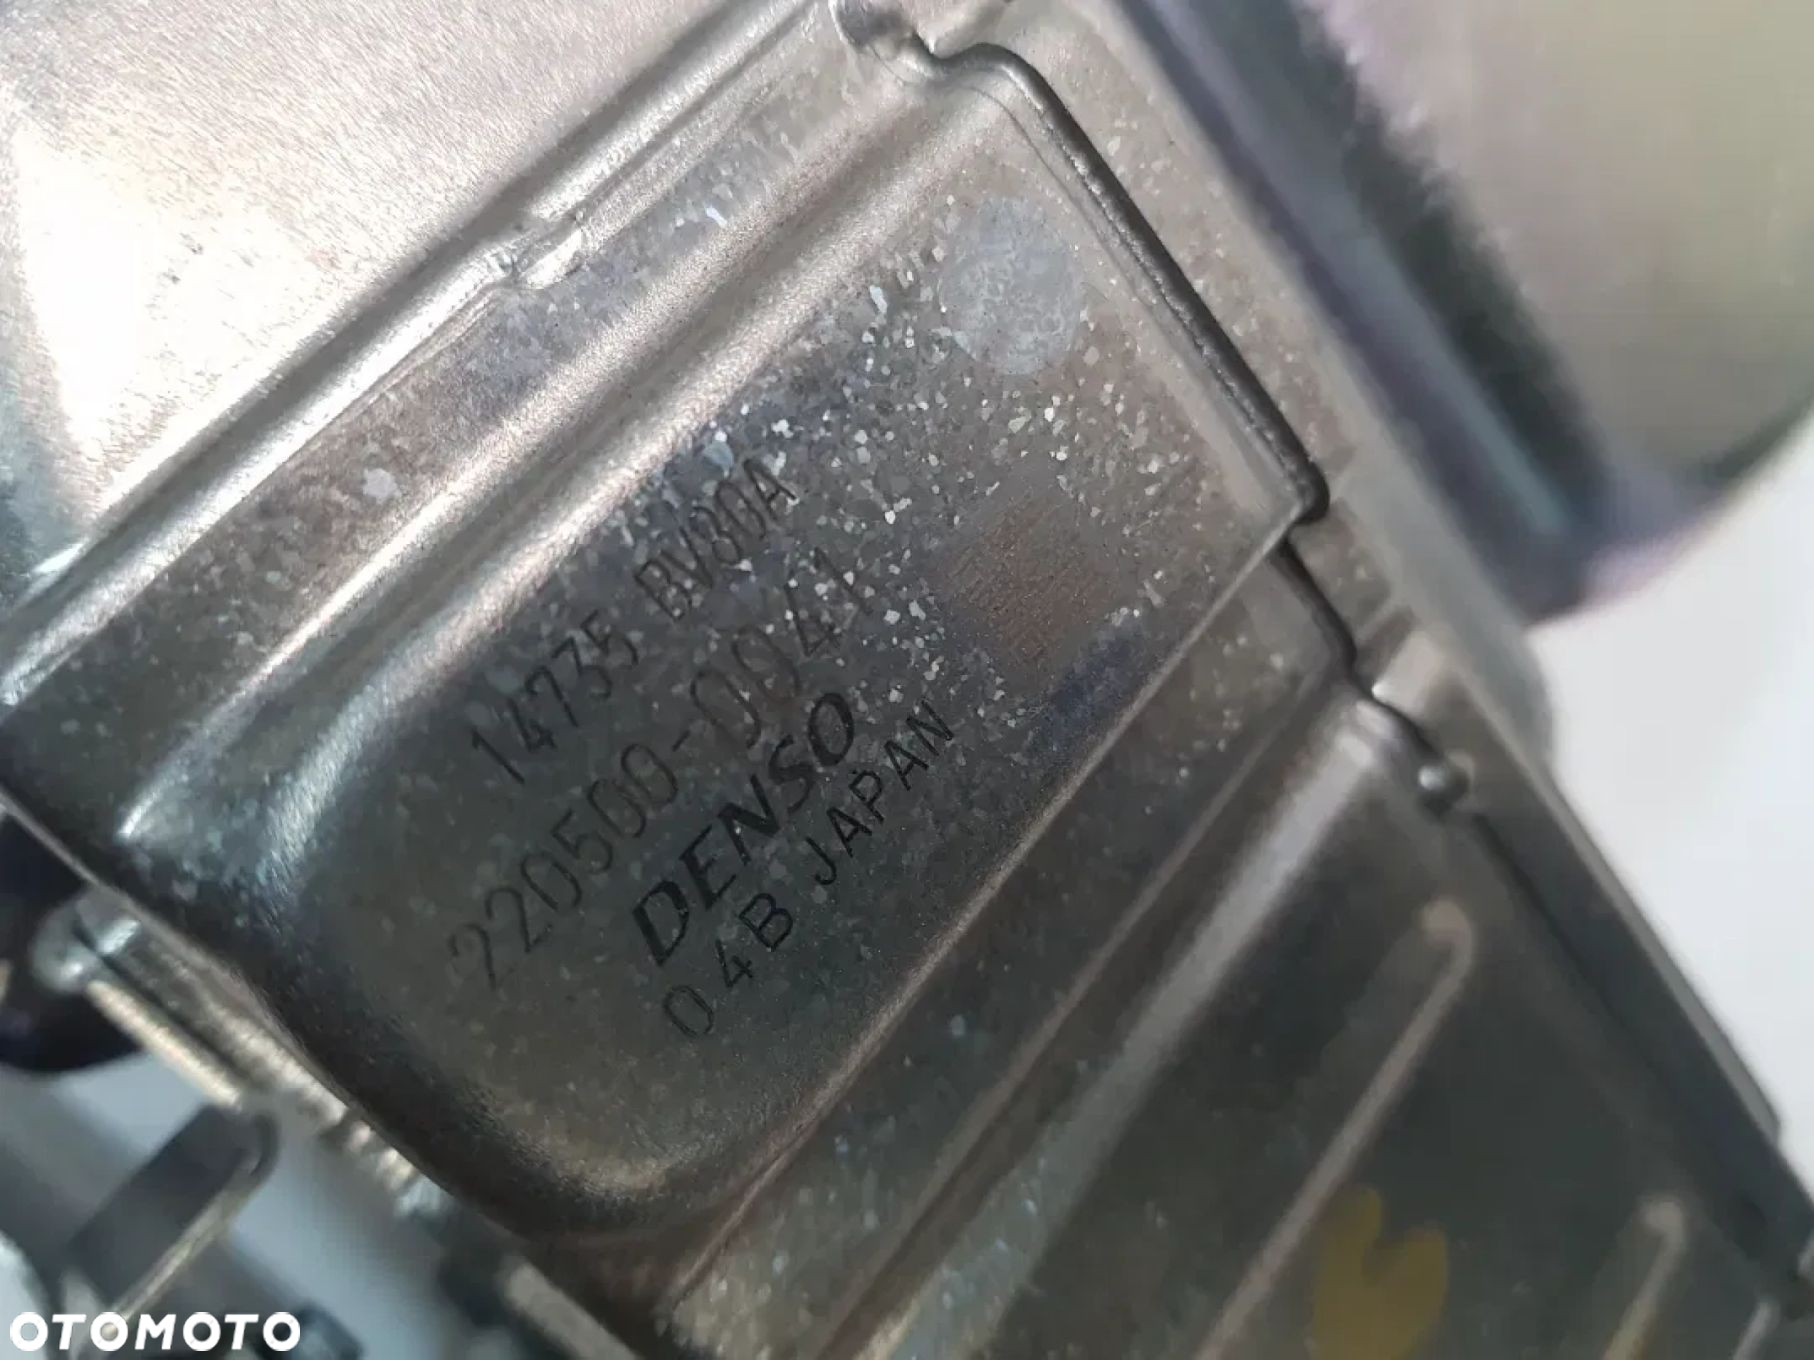 14735 BV80A
220500-0041
DENSO
04B JAPAN
OTOMOTO